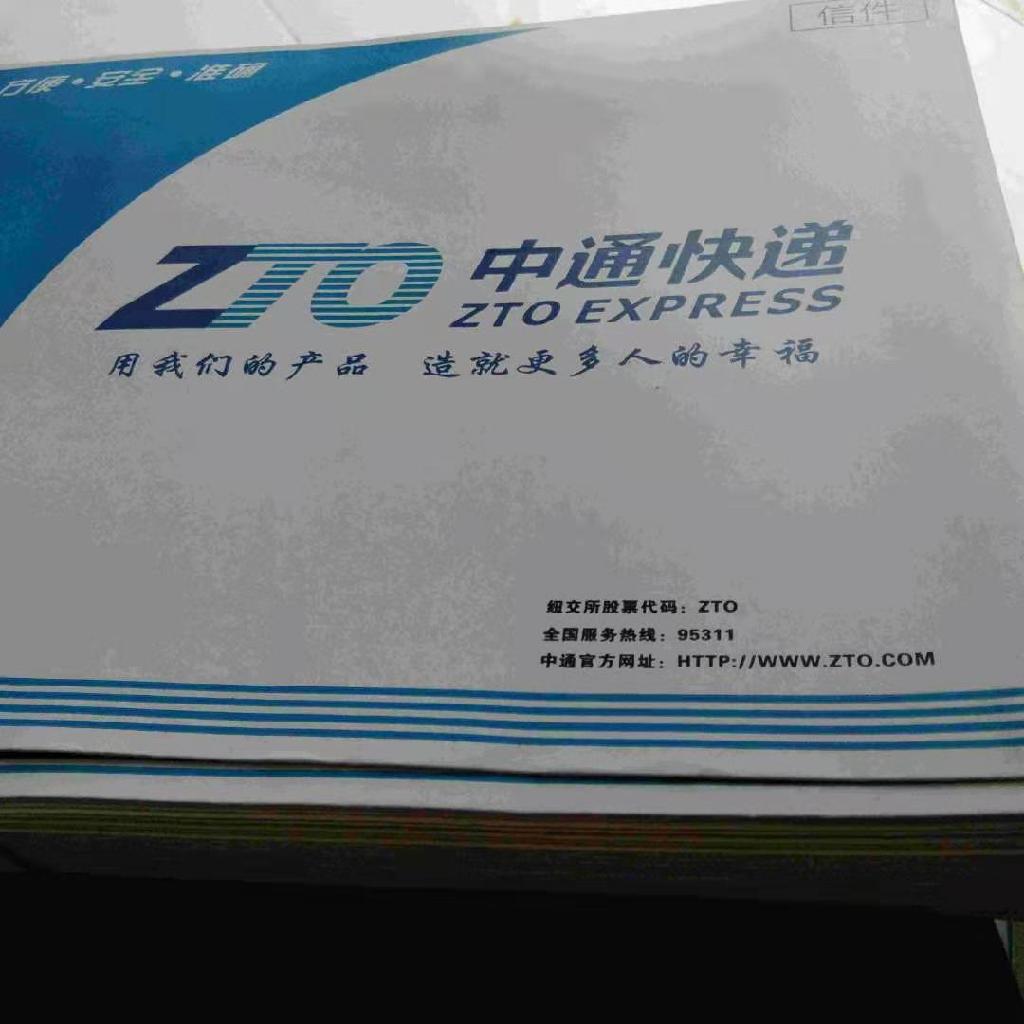 信件
方便·安全·准确
ZTO 中通快递
ZTO EXPRESS
用我们的产品 造就更多人的幸福
纽交所股票代码：ZTO
全国服务热线：95311
中通官方网址：HTTP://WWW.ZTO.COM